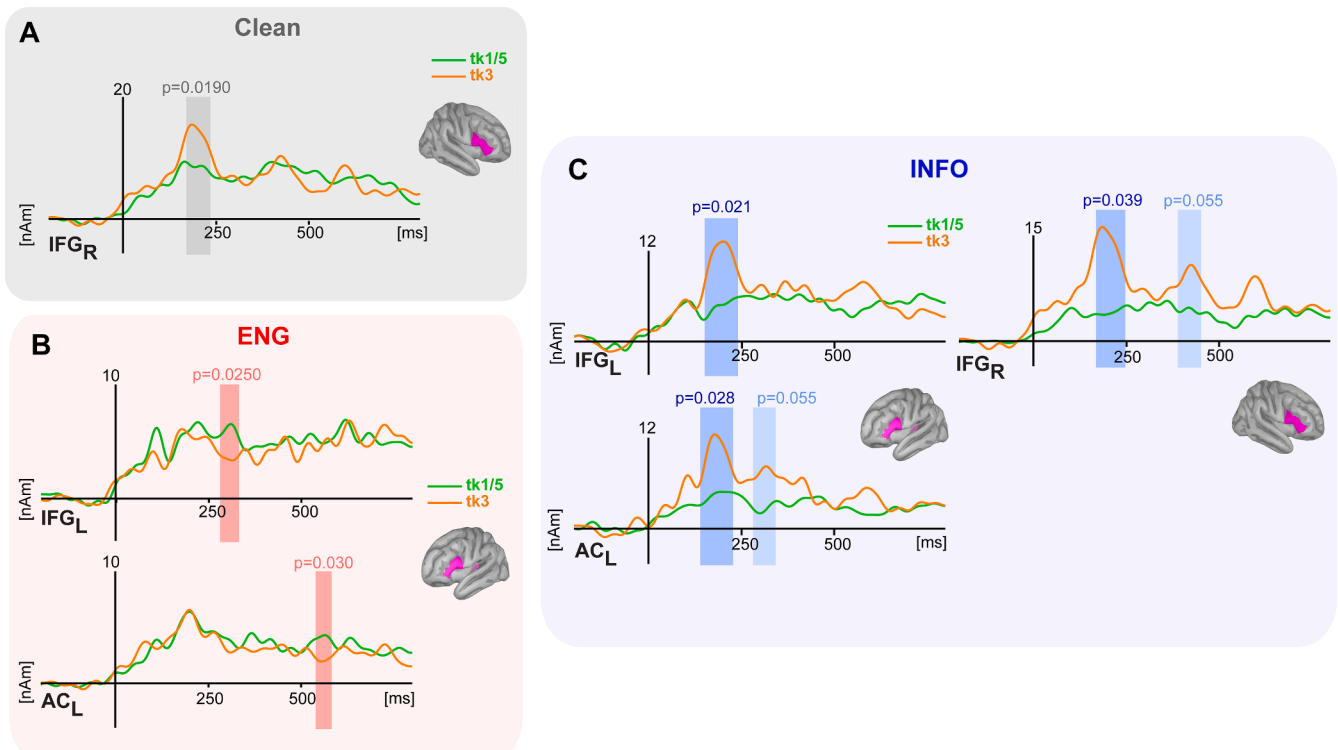 A
Clean
tk1/5
tk3
20
p=0.0190
[nAm]
250
500
[ms]
IFGR
B
ENG
10
p=0.0250
[nAm]
250
500
IFGL
tk1/5
tk3
10
p=0.030
[nAm]
250
500
[ms]
ACL
C
INFO
p=0.021
12
tk1/5
tk3
[nAm]
250
500
IFGL
p=0.039
p=0.055
15
[nAm]
250
500
IFGR
p=0.028
p=0.055
12
[nAm]
250
500
[ms]
ACL